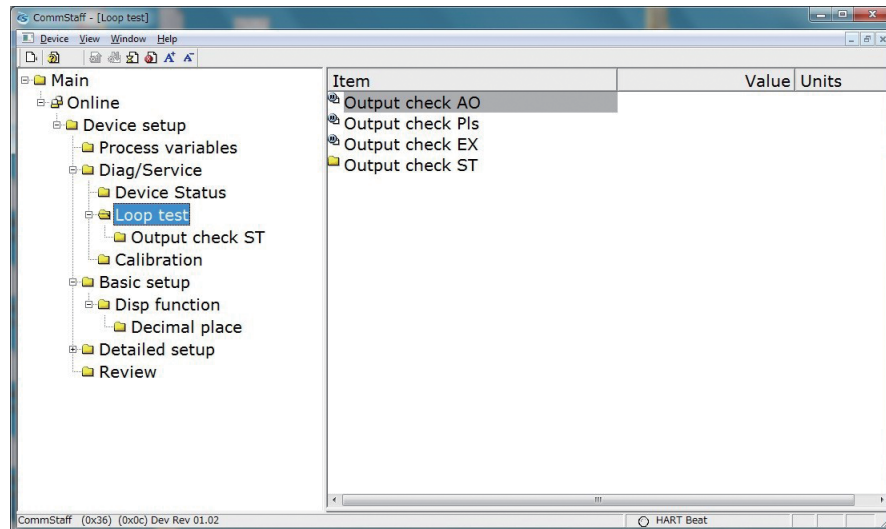 CommStaff - [Loop test]
Device View Window Help
Main
Online
Device setup
Process variables
Diag/Service
Device Status
Loop test
Output check ST
Calibration
Basic setup
Disp function
Decimal place
Detailed setup
Review
Item Value Units
Output check AO
Output check Pls
Output check EX
Output check ST
CommStaff (0x36) (0x0c) Dev Rev 01.02 HART Beat